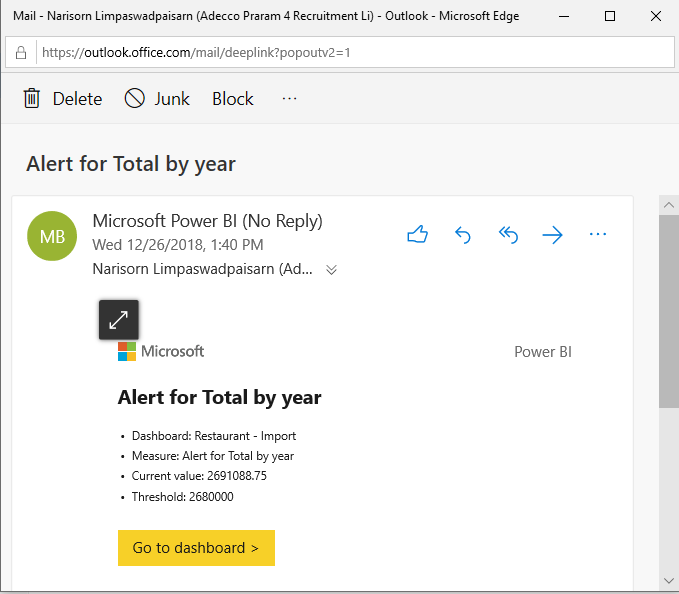 Mail - Narisorn Limpaswadpaisarn (Adecco Praram 4 Recruitment Li) - Outlook - Microsoft Edge
https://outlook.office.com/mail/deeplink?popoutv2=1
Delete Junk Block ...
Alert for Total by year
MB
Microsoft Power BI (No Reply)
Wed 12/26/2018, 1:40 PM
Narisorn Limpaswadpaisarn (Ad...
Microsoft
Power BI
Alert for Total by year
• Dashboard: Restaurant - Import
• Measure: Alert for Total by year
• Current value: 2691088.75
• Threshold: 2680000
Go to dashboard >